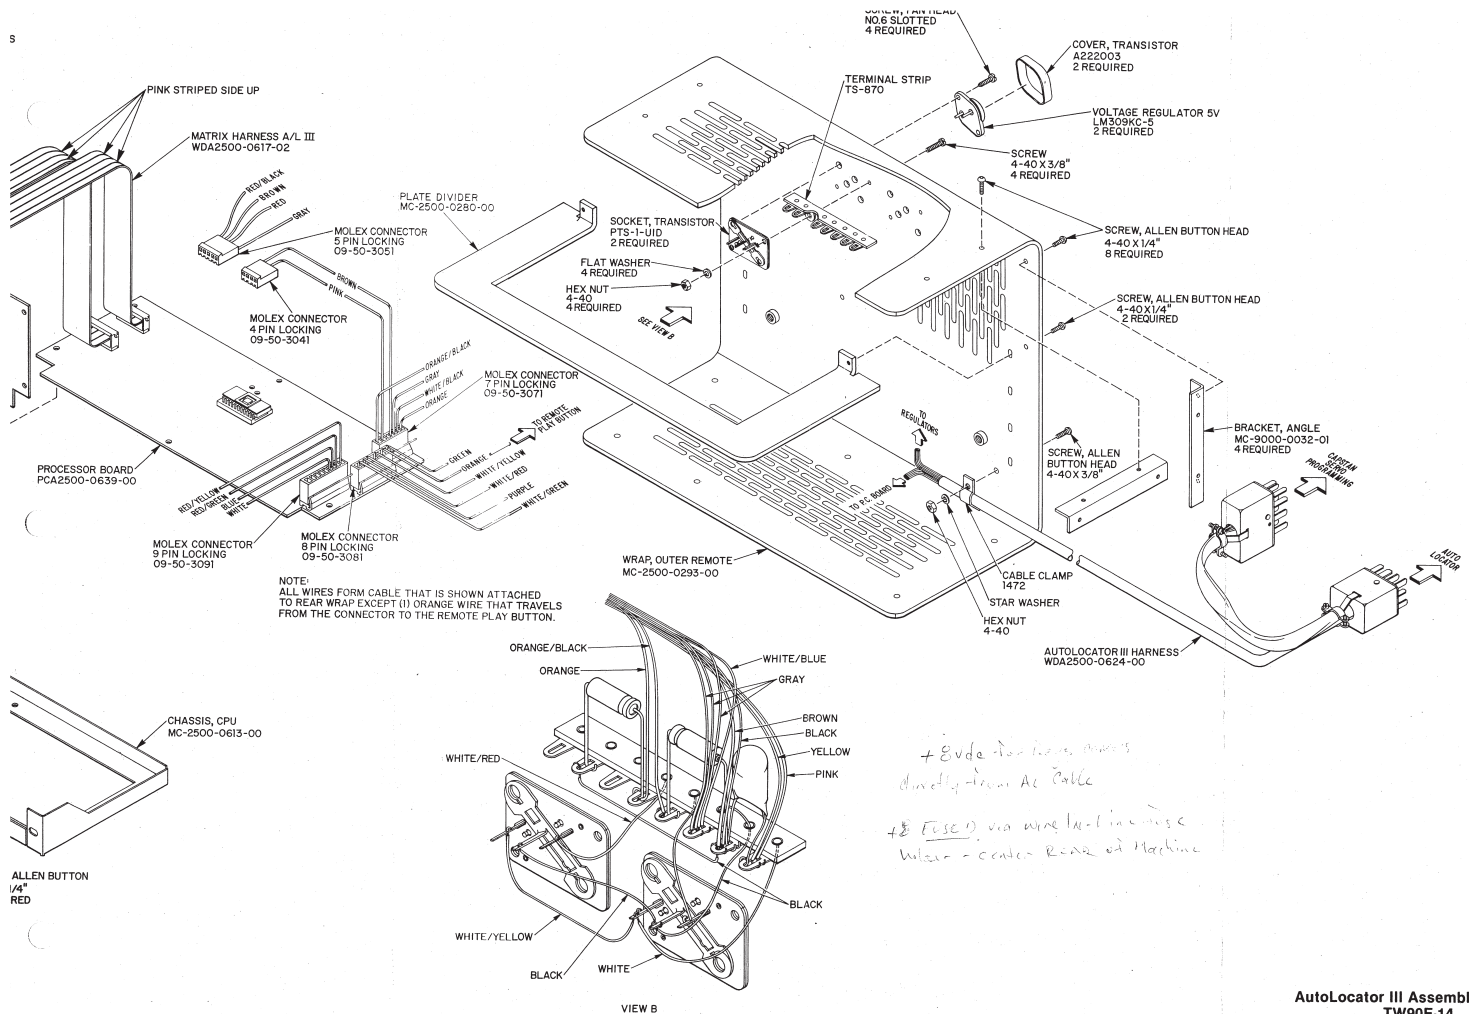 S
NO.6 SLOTTED
4 REQUIRED
COVER, TRANSISTOR
A222003
2 REQUIRED
TERMINAL STRIP
TS-870
PINK STRIPED SIDE UP
VOLTAGE REGULATOR 5V
LM309KC-5
2 REQUIRED
MATRIX HARNESS A/L III
WDA2500-0617-02
SCREW
4-40 X 3/8"
4 REQUIRED
RED/BLACK
BROWN
RED
GRAY
PLATE DIVIDER
MC-2500-0280-00
SOCKET, TRANSISTOR
PTS-1-UID
2 REQUIRED
MOLEX CONNECTOR
5 PIN LOCKING
09-50-3051
SCREW, ALLEN BUTTON HEAD
4-40 X 1/4"
8 REQUIRED
FLAT WASHER
4 REQUIRED
BROWN
PINK
HEX NUT
4-40
4 REQUIRED
SEE VIEW B
SCREW, ALLEN BUTTON HEAD
4-40 X 1/4"
2 REQUIRED
MOLEX CONNECTOR
4 PIN LOCKING
09-50-3041
ORANGE/BLACK
GRAY
WHITE/BLACK
ORANGE
MOLEX CONNECTOR
7 PIN LOCKING
09-50-3071
TO REMOTE
PLAY BUTTON
TO
REGULATORS
BRACKET, ANGLE
MC-9000-0032-01
4 REQUIRED
GREEN
ORANGE
WHITE/YELLOW
WHITE/RED
PURPLE
WHITE/GREEN
SCREW, ALLEN
BUTTON HEAD
4-40 X 3/8"
CAPSTAN
SERVO
PROGRAMMING
PROCESSOR BOARD
PCA2500-0639-00
RED/YELLOW
RED/GREEN
BLUE
WHITE
TO P.C. BOARD
MOLEX CONNECTOR
9 PIN LOCKING
09-50-3091
MOLEX CONNECTOR
8 PIN LOCKING
09-50-3081
WRAP, OUTER REMOTE
MC-2500-0293-00
AUTO
LOCATOR
CABLE CLAMP
1472
STAR WASHER
HEX NUT
4-40
NOTE:
ALL WIRES FORM CABLE THAT IS SHOWN ATTACHED
TO REAR WRAP EXCEPT (1) ORANGE WIRE THAT TRAVELS
FROM THE CONNECTOR TO THE REMOTE PLAY BUTTON.
AUTOLOCATOR III HARNESS
WDA2500-0624-00
ORANGE/BLACK
ORANGE
WHITE/BLUE
GRAY
BROWN
BLACK
YELLOW
PINK
CHASSIS, CPU
MC-2500-0613-00
WHITE/RED
directly from AC Cable
FUSED via wire
center REAR of Machine
ALLEN BUTTON
1/4"
RED
BLACK
WHITE/YELLOW
BLACK
WHITE
VIEW B
AutoLocator III Assembl
TW90E-14